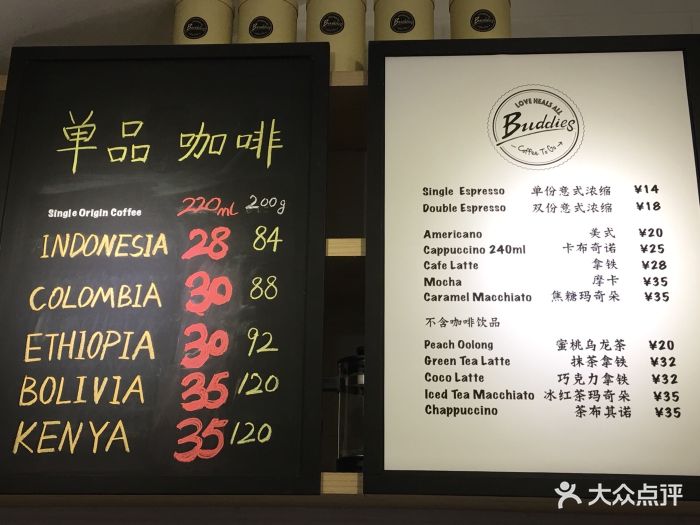 单品 咖啡
Single Origin Coffee 220mL 200g
INDONESIA 28 84
COLOMBIA 30 88
ETHIOPIA 30 92
BOLIVIA 35 120
KENYA 35 120
LOVE HEALS ALL
Buddies
Coffee To Go
Single Espresso 单份意式浓缩 ¥14
Double Espresso 双份意式浓缩 ¥18
Americano 美式 ¥20
Cappuccino 240ml 卡布奇诺 ¥25
Cafe Latte 拿铁 ¥28
Mocha 摩卡 ¥35
Caramel Macchiato 焦糖玛奇朵 ¥35
不含咖啡饮品
Peach Oolong 蜜桃乌龙茶 ¥20
Green Tea Latte 抹茶拿铁 ¥32
Coco Latte 巧克力拿铁 ¥32
Iced Tea Macchiato 冰红茶玛奇朵 ¥35
Chappuccino 茶布其诺 ¥35
大众点评